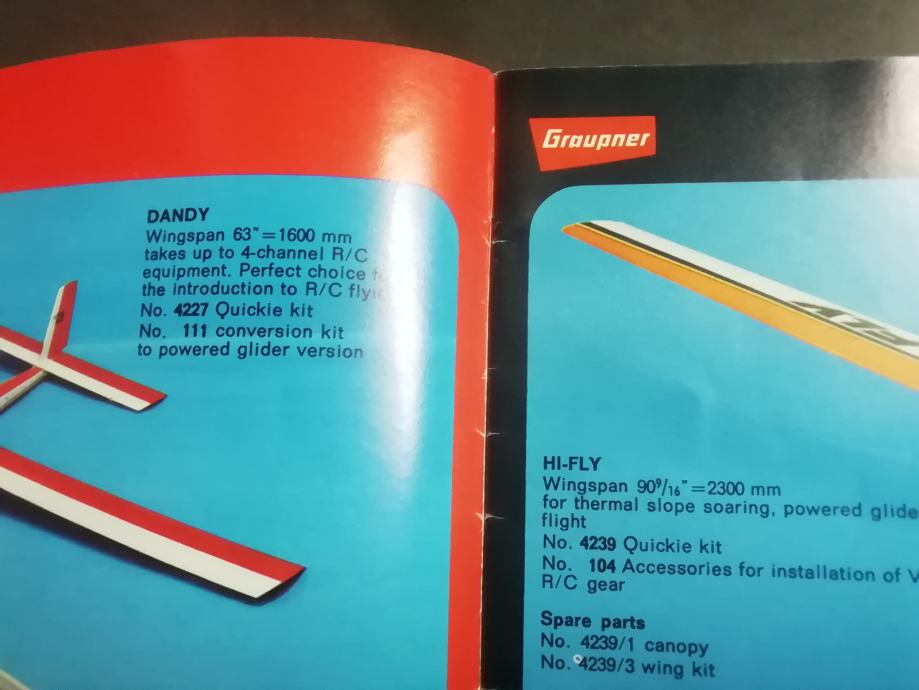 DANDY
Wingspan 63"=1600 mm
takes up to 4-channel R/C
equipment. Perfect choice
the introduction to R/C
No. 4227 Quickie kit
No. 111 conversion kit
to powered glider version
Graupner
HI-FLY
Wingspan 90⁹/₁₆"=2300 mm
for thermal slope soaring, powered glide
flight
No. 4239 Quickie kit
No. 104 Accessories for installation of V
R/C gear
Spare parts
No. 4239/1 canopy
No. 4239/3 wing kit